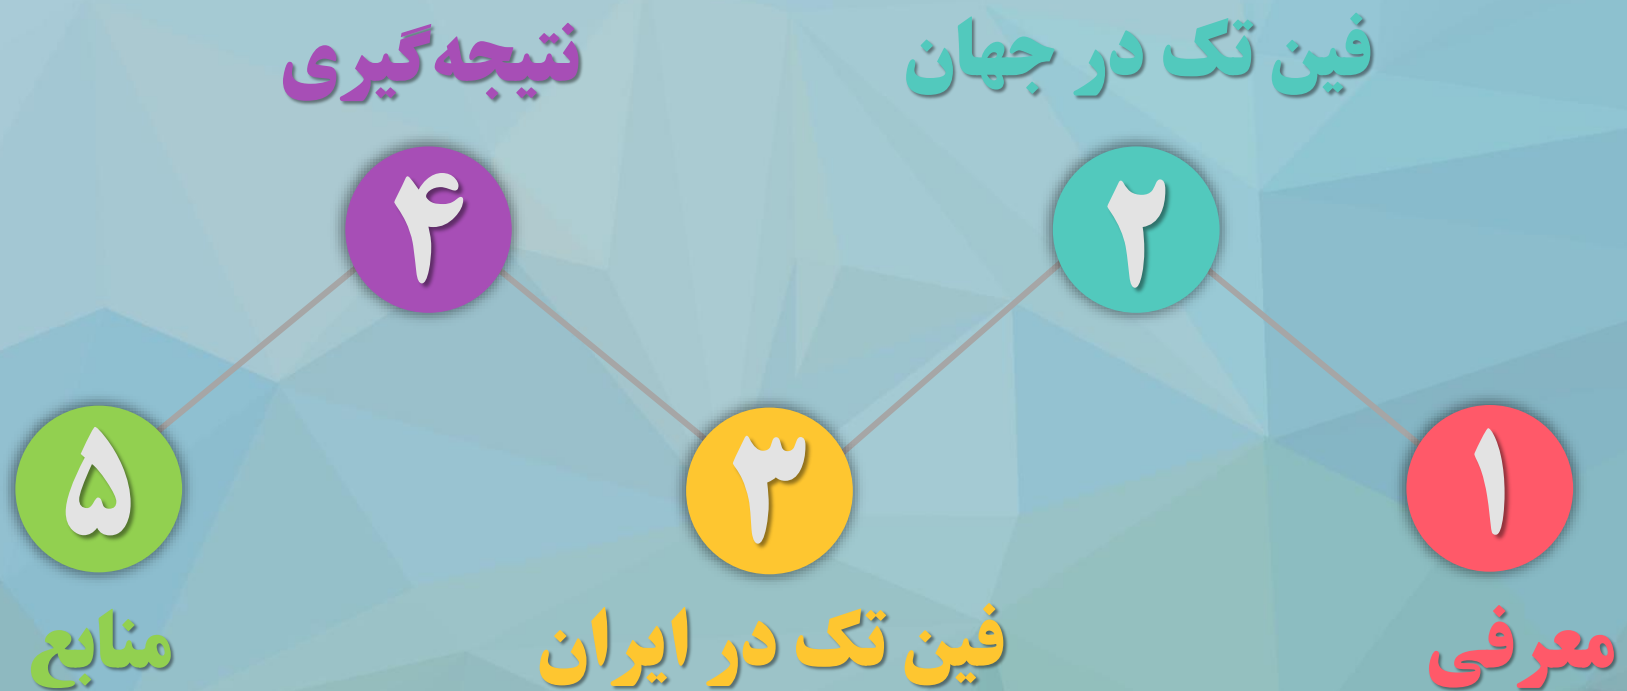 معرفی
۱
فین تک در جهان
۲
۳
فین تک در ایران
نتیجه‌گیری
۴
۵
منابع